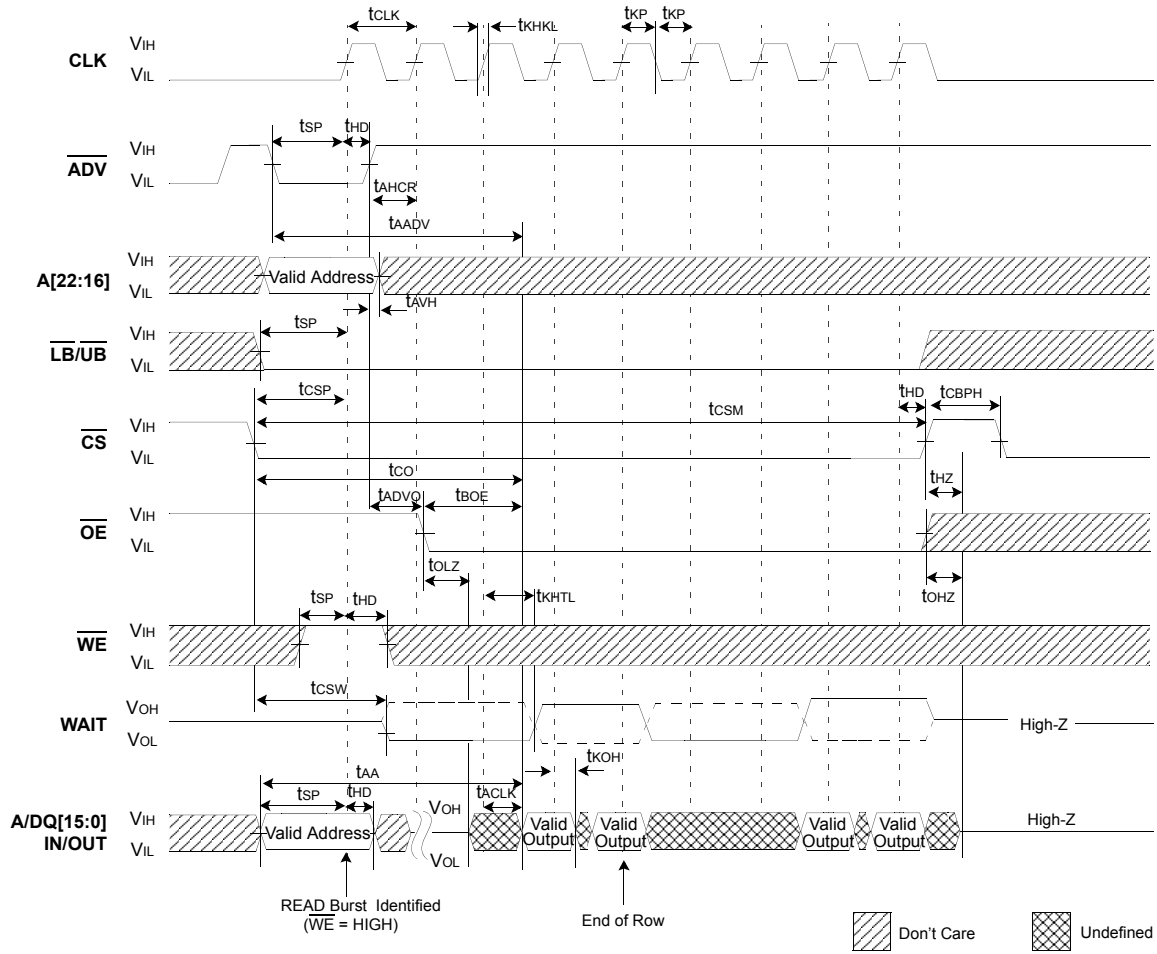 tCLK tKHKL tKP tKP
CLK VIH
VIL
tSP tHD
ADV VIH
VIL
tAHCR
tAADV
A[22:16] VIH
Valid Address
VIL
tAVH
tSP
LB/UB VIH
VIL
tCSP tCSM tHD tCBPH
CS VIH
VIL
tCO tHZ
tADVO tBOE
OE VIH
VIL
tOLZ tOHZ
tSP tHD tKHTL
WE VIH
VIL
tCSW
WAIT VOH
VOL
High-Z
tKOH
tAA
tSP tHD tACLK
A/DQ[15:0]
IN/OUT
VIH
VIL
Valid Address
VOH
VOL
Valid
Output
Valid
Output
Valid
Output
Valid
Output
High-Z
READ Burst Identified
(WE = HIGH)
End of Row
Don't Care
Undefined